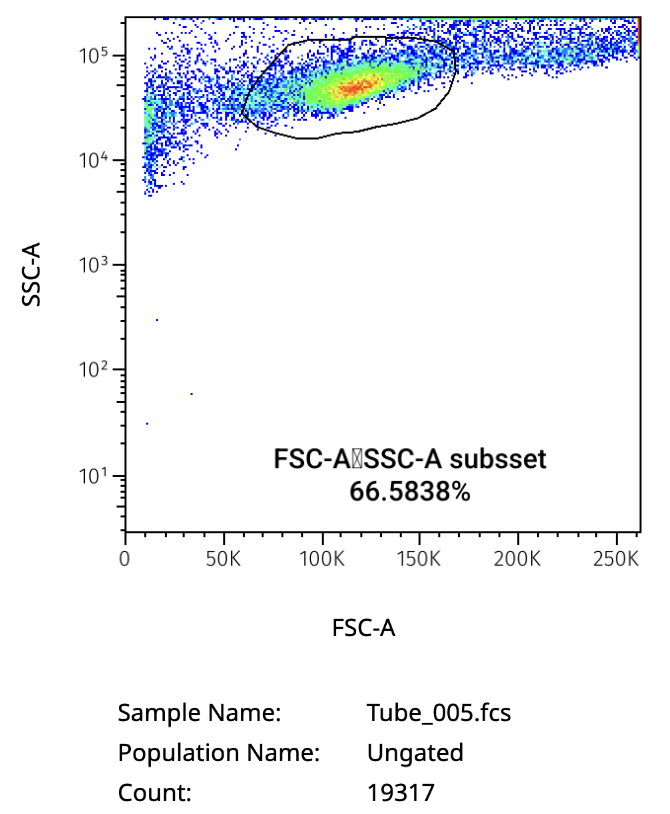 10⁵
10⁴
10³
10²
10¹
SSC-A
FSC-A▯SSC-A subsset
66.5838%
0 50K 100K 150K 200K 250K
FSC-A
Sample Name: Tube_005.fcs
Population Name: Ungated
Count: 19317